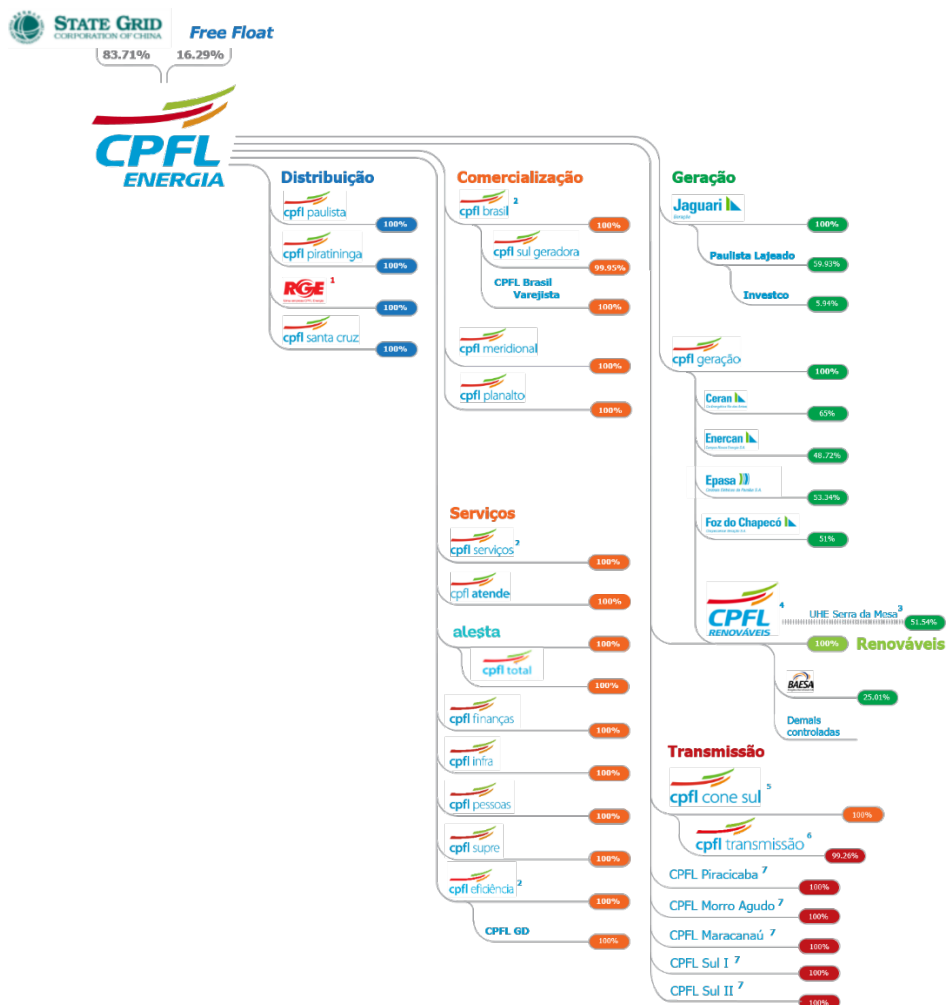 STATE GRID
CORPORATION OF CHINA
Free Float
83.71%
16.29%
CPFL
ENERGIA
Distribuição
cpfl paulista
100%
cpfl piratininga
100%
RGE 1
100%
cpfl santa cruz
100%
Comercialização
cpfl brasil 2
100%
cpfl sul geradora
99.95%
CPFL Brasil
Varejista
100%
cpfl meridional
100%
cpfl planalto
100%
Serviços
cpfl serviços 2
100%
cpfl atende
100%
alesta
100%
cpfl total
100%
cpfl finanças
100%
cpfl infra
100%
cpfl pessoas
100%
cpfl supre
100%
cpfl eficiência 2
100%
CPFL GD
100%
Geração
Jaguari
100%
Paulista Lajeado
59.93%
Investco
5.94%
cpfl geração
100%
Ceran
65%
Enercan
48.72%
Epasa
53.34%
Foz do Chapecó
51%
CPFL 4
RENOVÁVEIS
UHE Serra da Mesa 3
51.54%
100%
Renováveis
BAESA
25.01%
Demais
controladas
Transmissão
cpfl cone sul 5
100%
cpfl transmissão 6
99.26%
CPFL Piracicaba 7
100%
CPFL Morro Agudo 7
100%
CPFL Maracanaú 7
100%
CPFL Sul I 7
100%
CPFL Sul II 7
100%